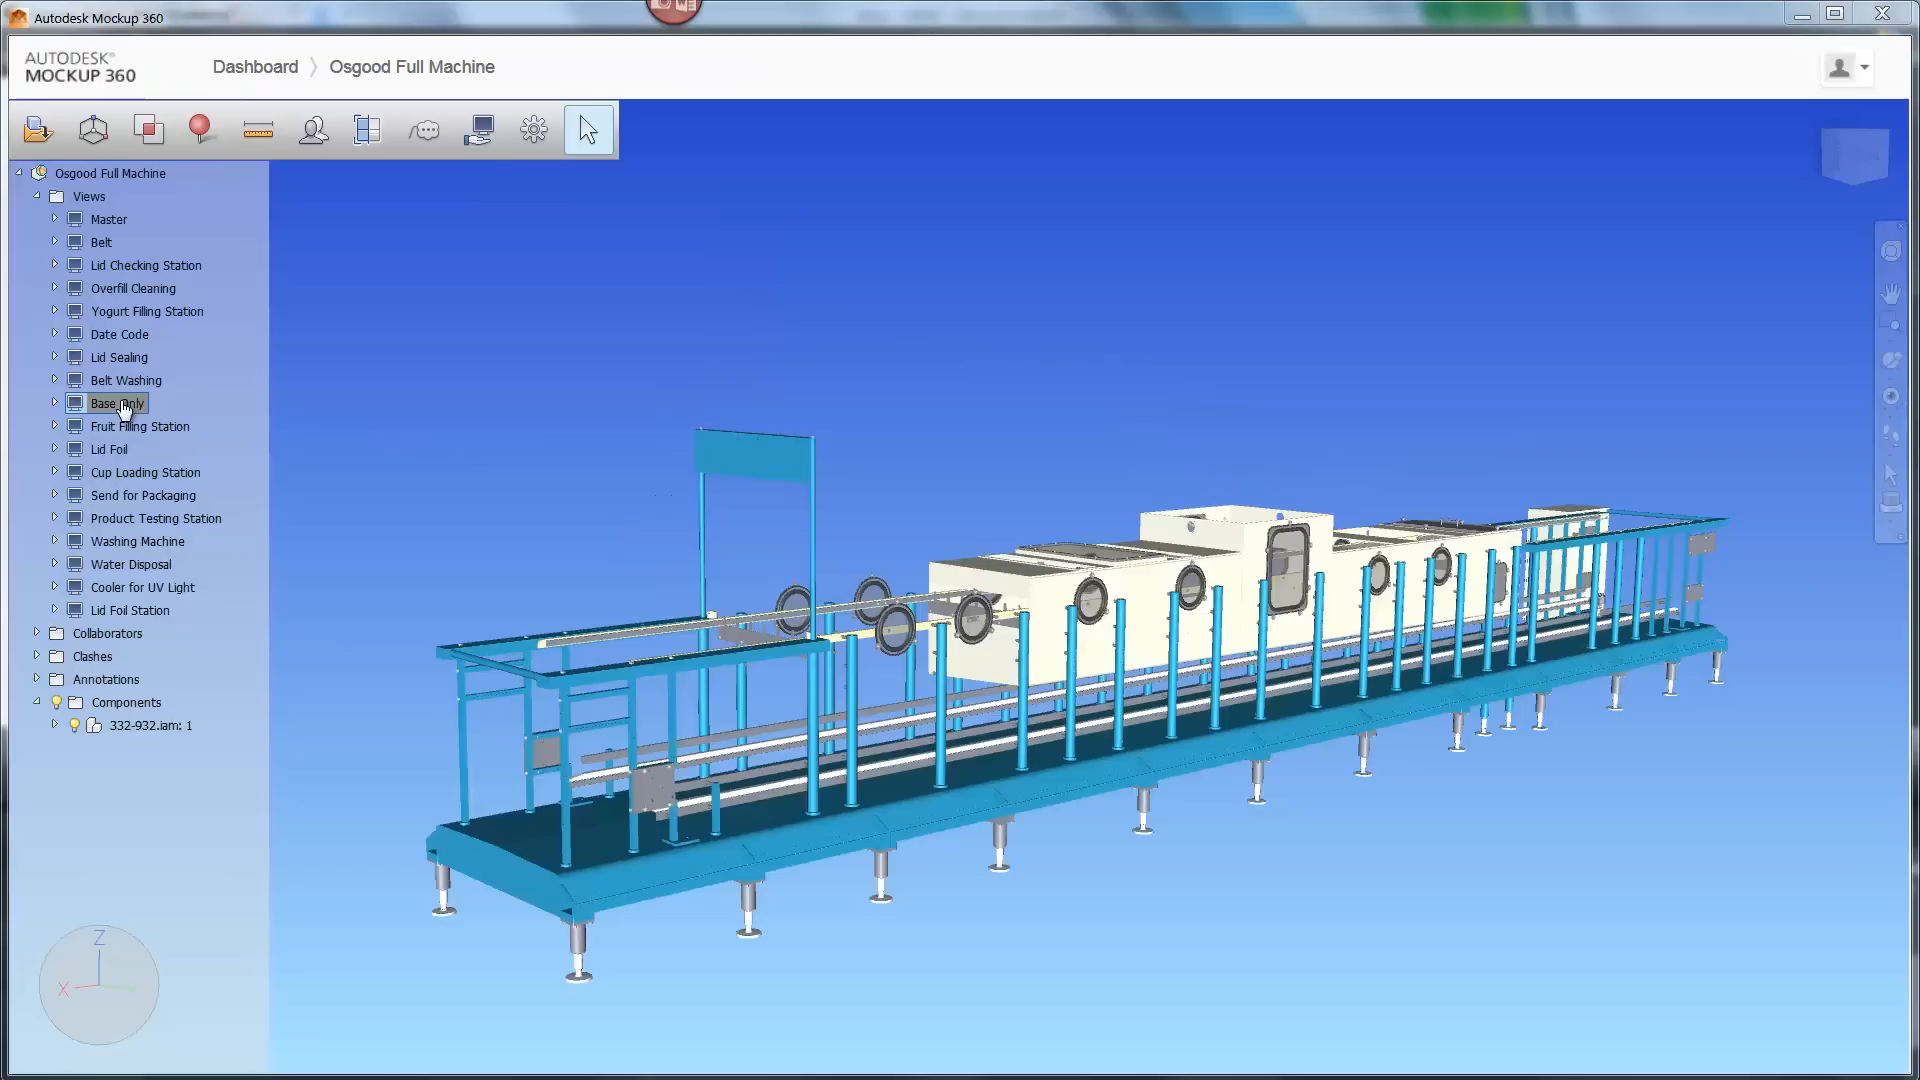 Autodesk Mockup 360
AUTODESK®
MOCKUP 360
Dashboard
Osgood Full Machine
Osgood Full Machine
Views
Master
Belt
Lid Checking Station
Overfill Cleaning
Yogurt Filling Station
Date Code
Lid Sealing
Belt Washing
Base Only
Fruit Filling Station
Lid Foil
Cup Loading Station
Send for Packaging
Product Testing Station
Washing Machine
Water Disposal
Cooler for UV Light
Lid Foil Station
Collaborators
Clashes
Annotations
Components
332-932.iam: 1
Z
X